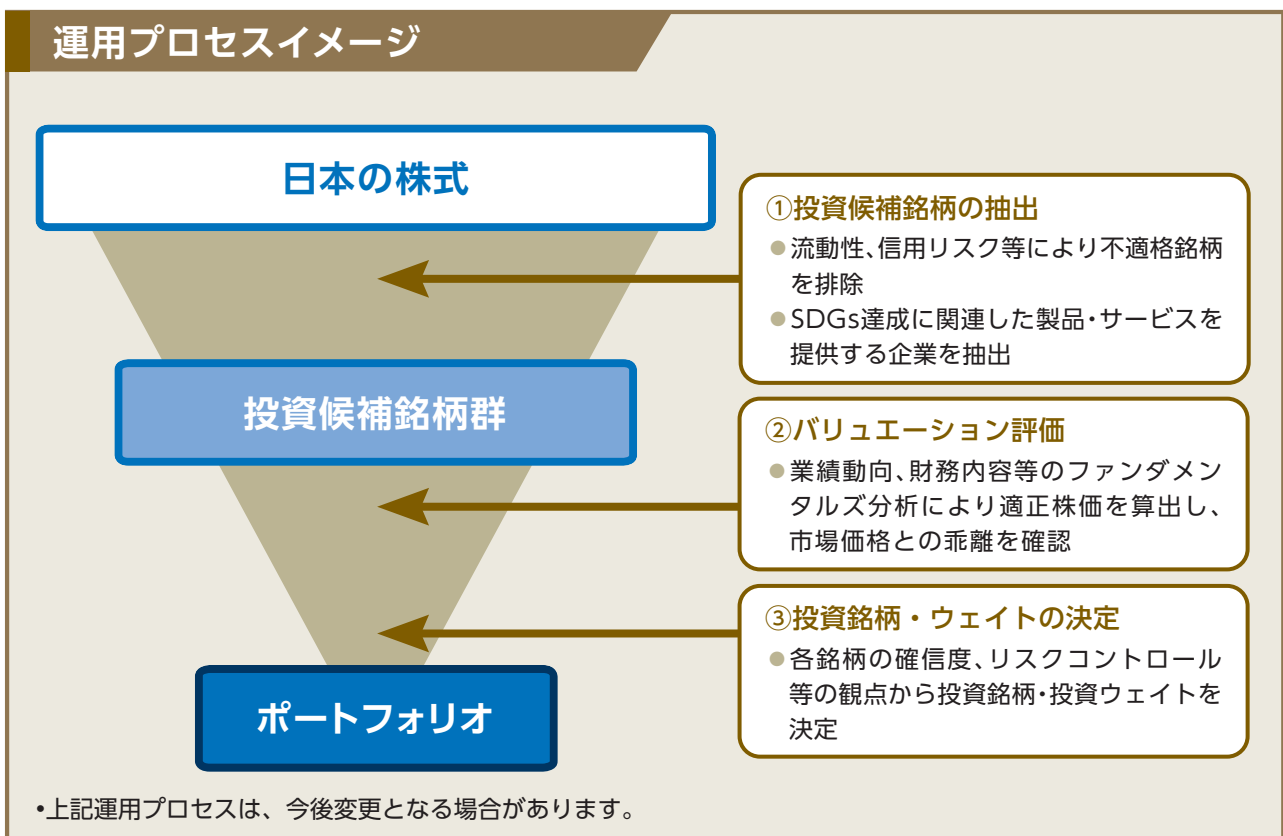 運用プロセスイメージ
日本の株式
①投資候補銘柄の抽出
●流動性、信用リスク等により不適格銘柄
を排除
●SDGs達成に関連した製品・サービスを
提供する企業を抽出
投資候補銘柄群
②バリュエーション評価
●業績動向、財務内容等のファンダメン
タルズ分析により適正株価を算出し、
市場価格との乖離を確認
③投資銘柄・ウェイトの決定
●各銘柄の確信度、リスクコントロール
等の観点から投資銘柄・投資ウェイトを
決定
ポートフォリオ
•上記運用プロセスは、今後変更となる場合があります。